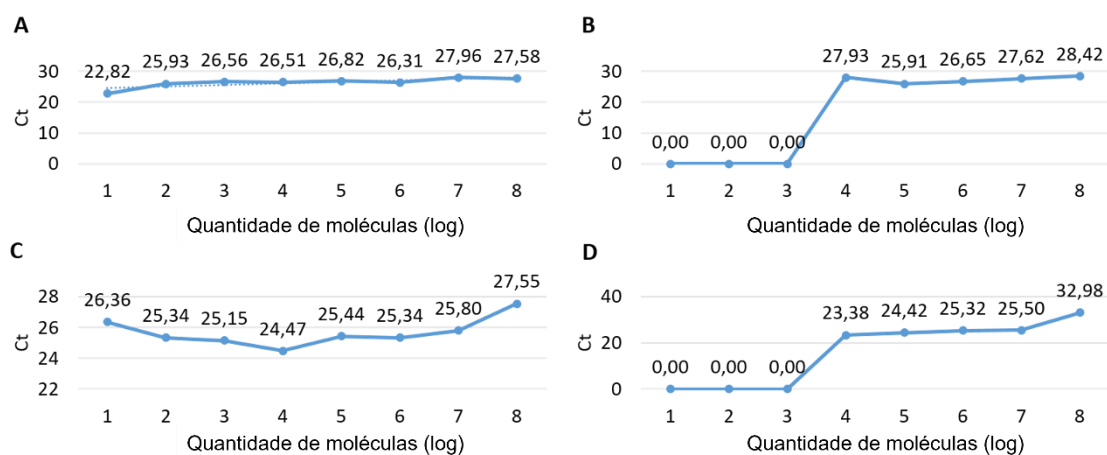 A
22,82 25,93 26,56 26,51 26,82 26,31 27,96 27,58
30
20
10
0
Ct
1 2 3 4 5 6 7 8
Quantidade de moléculas (log)
B
27,93 25,91 26,65 27,62 28,42
0,00 0,00 0,00
30
20
10
0
Ct
1 2 3 4 5 6 7 8
Quantidade de moléculas (log)
C
26,36 25,34 25,15 24,47 25,44 25,34 25,80 27,55
28
26
24
22
Ct
1 2 3 4 5 6 7 8
Quantidade de moléculas (log)
D
23,38 24,42 25,32 25,50 32,98
0,00 0,00 0,00
40
20
0
Ct
1 2 3 4 5 6 7 8
Quantidade de moléculas (log)